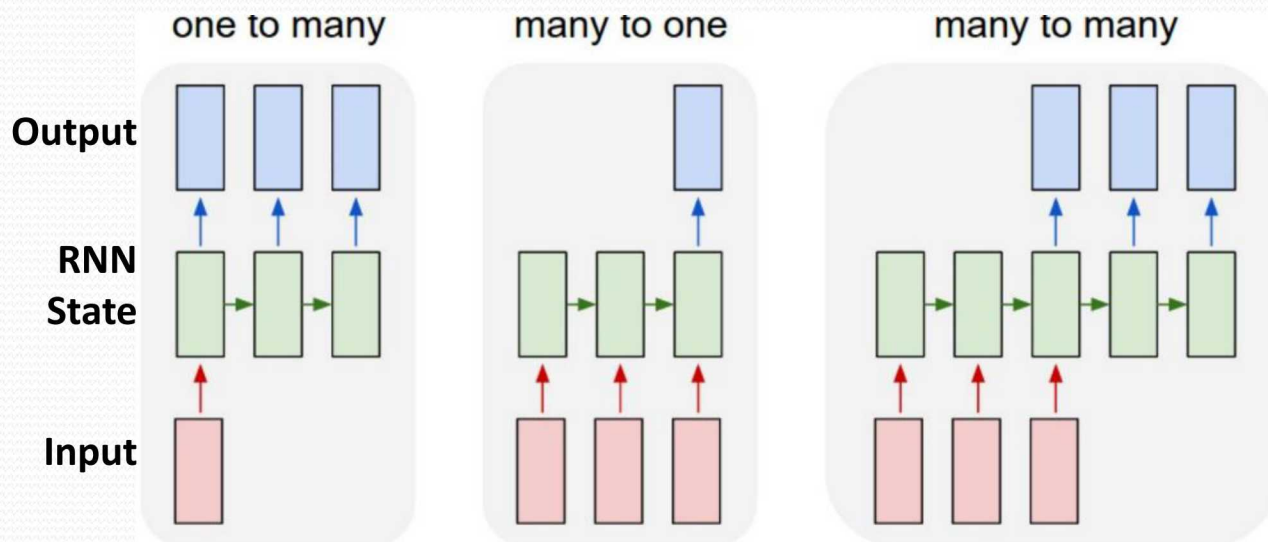 one to many
many to one
many to many
Output
RNN
State
Input